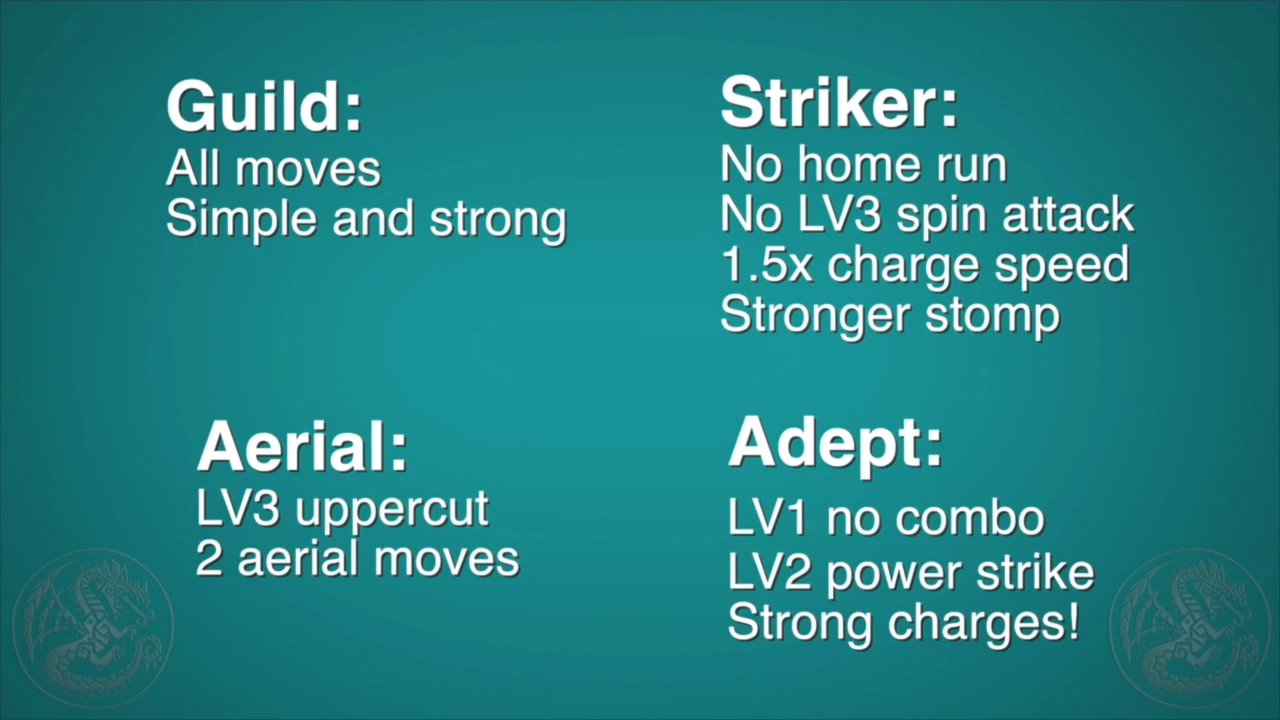 Guild:
All moves
Simple and strong
Striker:
No home run
No LV3 spin attack
1.5x charge speed
Stronger stomp
Aerial:
LV3 uppercut
2 aerial moves
Adept:
LV1 no combo
LV2 power strike
Strong charges!